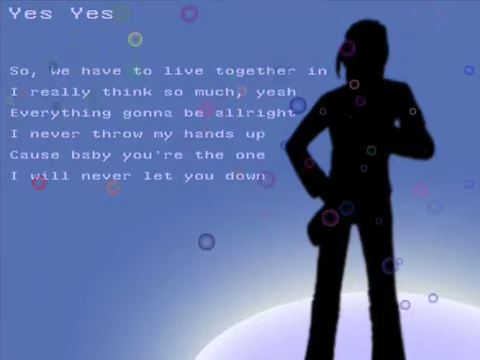 Yes Yes
So, we have to live together in
I really think so much, yeah
Everything gonna be allright
I never throw my hands up
Cause baby you're the one
I will never let you down